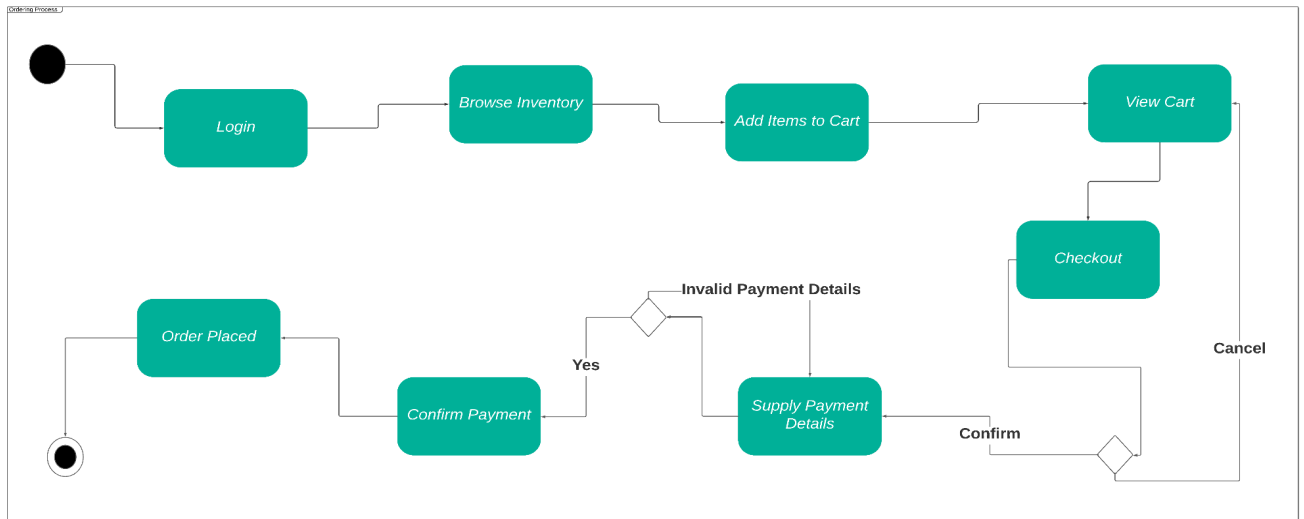 Ordering Process
Login
Browse Inventory
Add Items to Cart
View Cart
Checkout
Cancel
Confirm
Supply Payment
Details
Invalid Payment Details
Yes
Confirm Payment
Order Placed